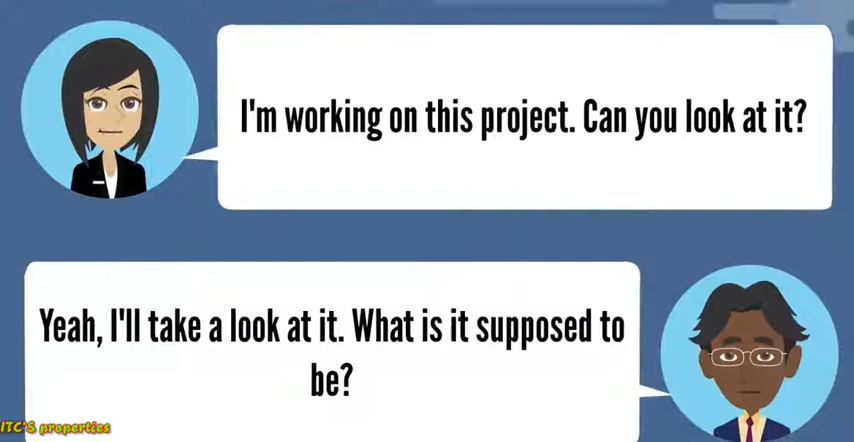 I'm working on this project. Can you look at it?
Yeah, I'll take a look at it. What is it supposed to
be?
ITC'S properties